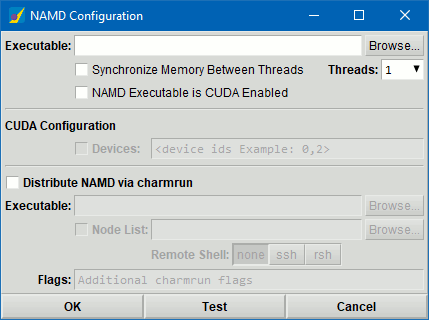 NAMD Configuration
Executable: Browse...
Synchronize Memory Between Threads Threads: 1
NAMD Executable is CUDA Enabled
CUDA Configuration
Devices: <device ids Example: 0,2>
Distribute NAMD via charmrun
Executable: Browse...
Node List: Browse...
Remote Shell: none ssh rsh
Flags: Additional charmrun flags
OK Test Cancel